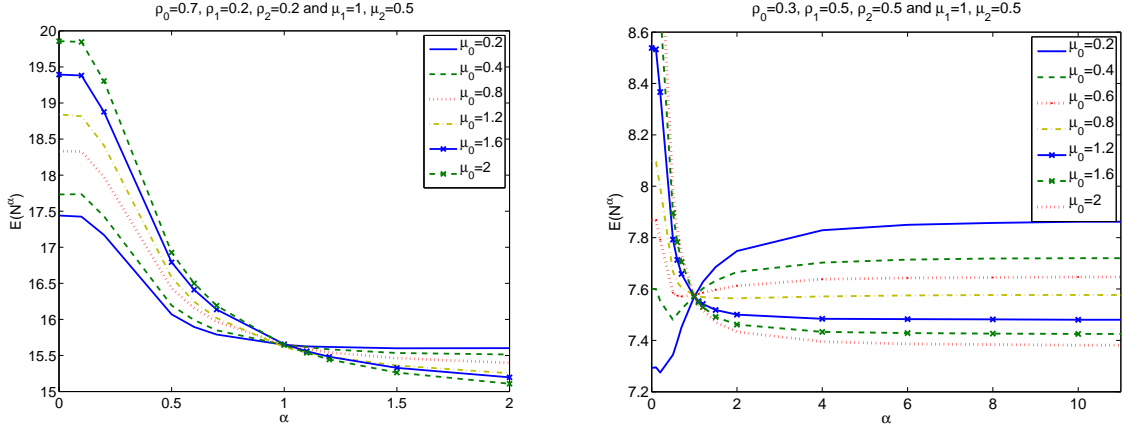 ρ₀=0.7, ρ₁=0.2, ρ₂=0.2 and μ₁=1, μ₂=0.5
20
19.5
19
18.5
18
17.5
17
16.5
16
15.5
15
E(N^α)
0
0.5
1
1.5
2
α
μ₀=0.2
μ₀=0.4
μ₀=0.8
μ₀=1.2
μ₀=1.6
μ₀=2
ρ₀=0.3, ρ₁=0.5, ρ₂=0.5 and μ₁=1, μ₂=0.5
8.6
8.4
8.2
8
7.8
7.6
7.4
7.2
E(N^α)
0
2
4
6
8
10
α
μ₀=0.2
μ₀=0.4
μ₀=0.6
μ₀=0.8
μ₀=1.2
μ₀=1.6
μ₀=2